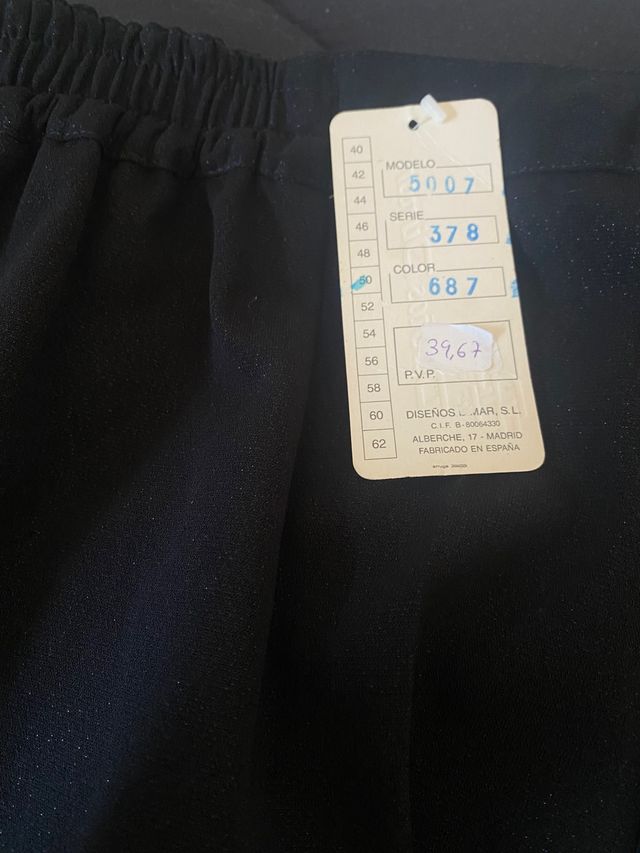 40
42
44
46
48
50
52
54
56
58
60
62
MODELO
5007
SERIE
378
COLOR
687
39,67
P.V.P.
DISEÑOS MAR, S.L.
C.I.F. B-80064330
ALBERCHE, 17 - MADRID
FABRICADO EN ESPAÑA